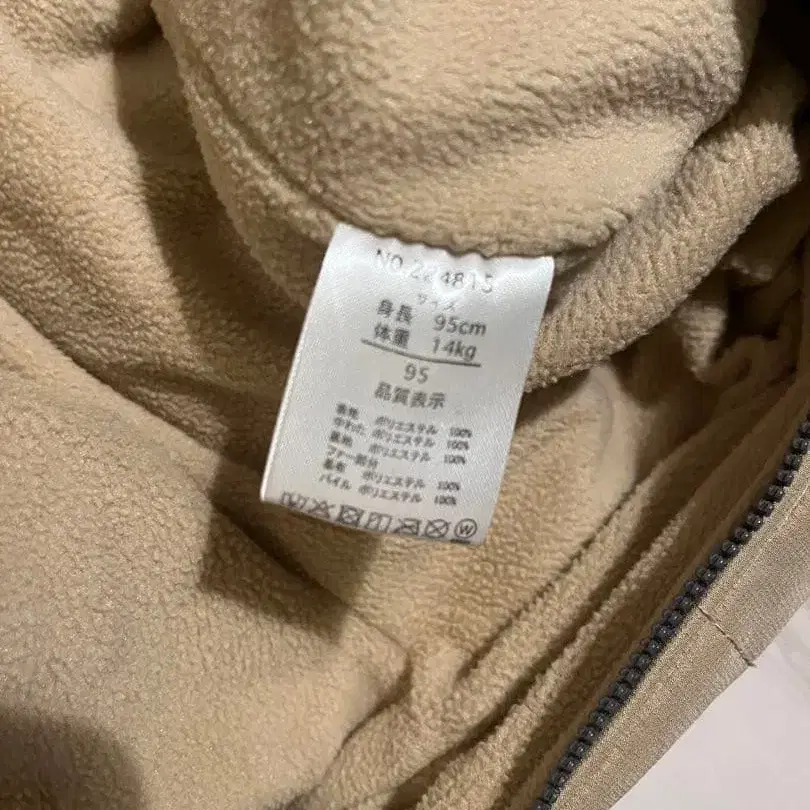 NO.224815
サイズ
身長 95cm
体重 14kg
95
品質表示
表地 ポリエステル 100%
中わた ポリエステル 100%
裏地 ポリエステル 100%
ファー部分
基布 ポリエステル 100%
パイル ポリエステル 100%
W